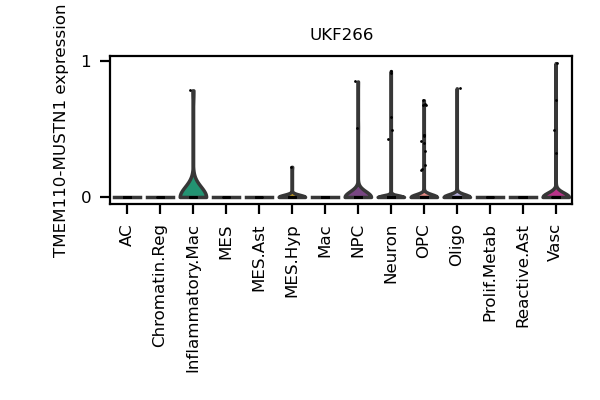 UKF266
TMEM110-MUSTN1 expression
1
0
AC
Chromatin.Reg
Inflammatory.Mac
MES
MES.Ast
MES.Hyp
Mac
NPC
Neuron
OPC
Oligo
Prolif.Metab
Reactive.Ast
Vasc